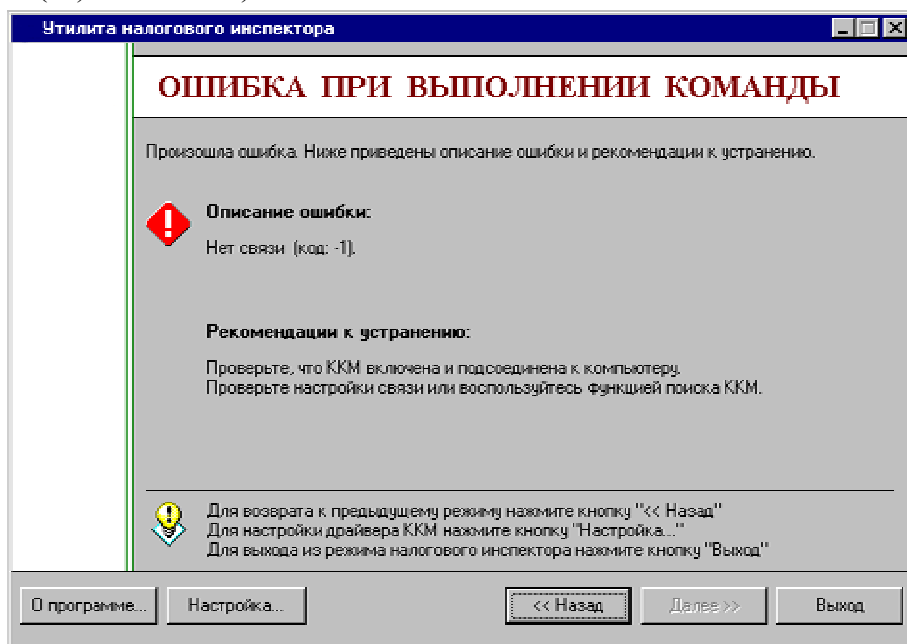 Утилита налогового инспектора
ОШИБКА ПРИ ВЫПОЛНЕНИИ КОМАНДЫ
Произошла ошибка. Ниже приведены описание ошибки и рекомендации к устранению.
Описание ошибки:
Нет связи (код: -1).
Рекомендации к устранению:
Проверьте, что ККМ включена и подсоединена к компьютеру.
Проверьте настройки связи или воспользуйтесь функцией поиска ККМ.
Для возврата к предыдущему режиму нажмите кнопку "<< Назад"
Для настройки драйвера ККМ нажмите кнопку "Настройка..."
Для выхода из режима налогового инспектора нажмите кнопку "Выход"
О программе... Настройка... << Назад Далее >> Выход